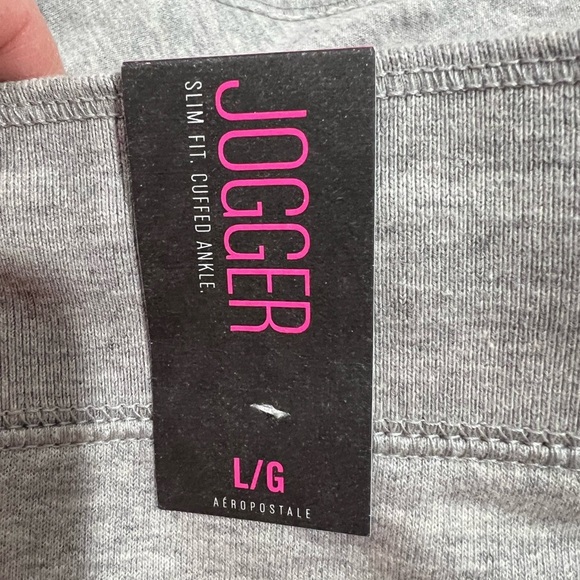 JOGGER
SLIM FIT. CUFFED ANKLE.
L/G
AÉROPOSTALE